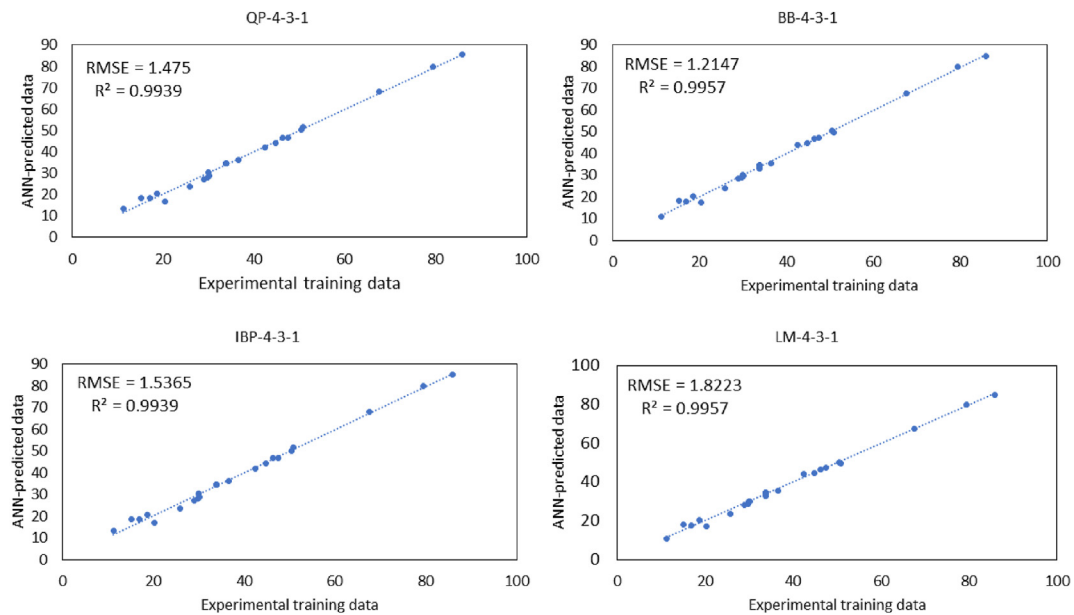 QP-4-3-1
90
80
70
60
50
40
30
20
10
0
RMSE = 1.475
R² = 0.9939
ANN-predicted data
0 20 40 60 80 100
Experimental training data
BB-4-3-1
90
80
70
60
50
40
30
20
10
0
RMSE = 1.2147
R² = 0.9957
ANN-predicted data
0 20 40 60 80 100
Experimental training data
IBP-4-3-1
90
80
70
60
50
40
30
20
10
0
RMSE = 1.5365
R² = 0.9939
ANN-predicted data
0 20 40 60 80 100
Experimental training data
LM-4-3-1
100
80
60
40
20
0
RMSE = 1.8223
R² = 0.9957
ANN-predicted data
0 20 40 60 80 100
Experimental training data